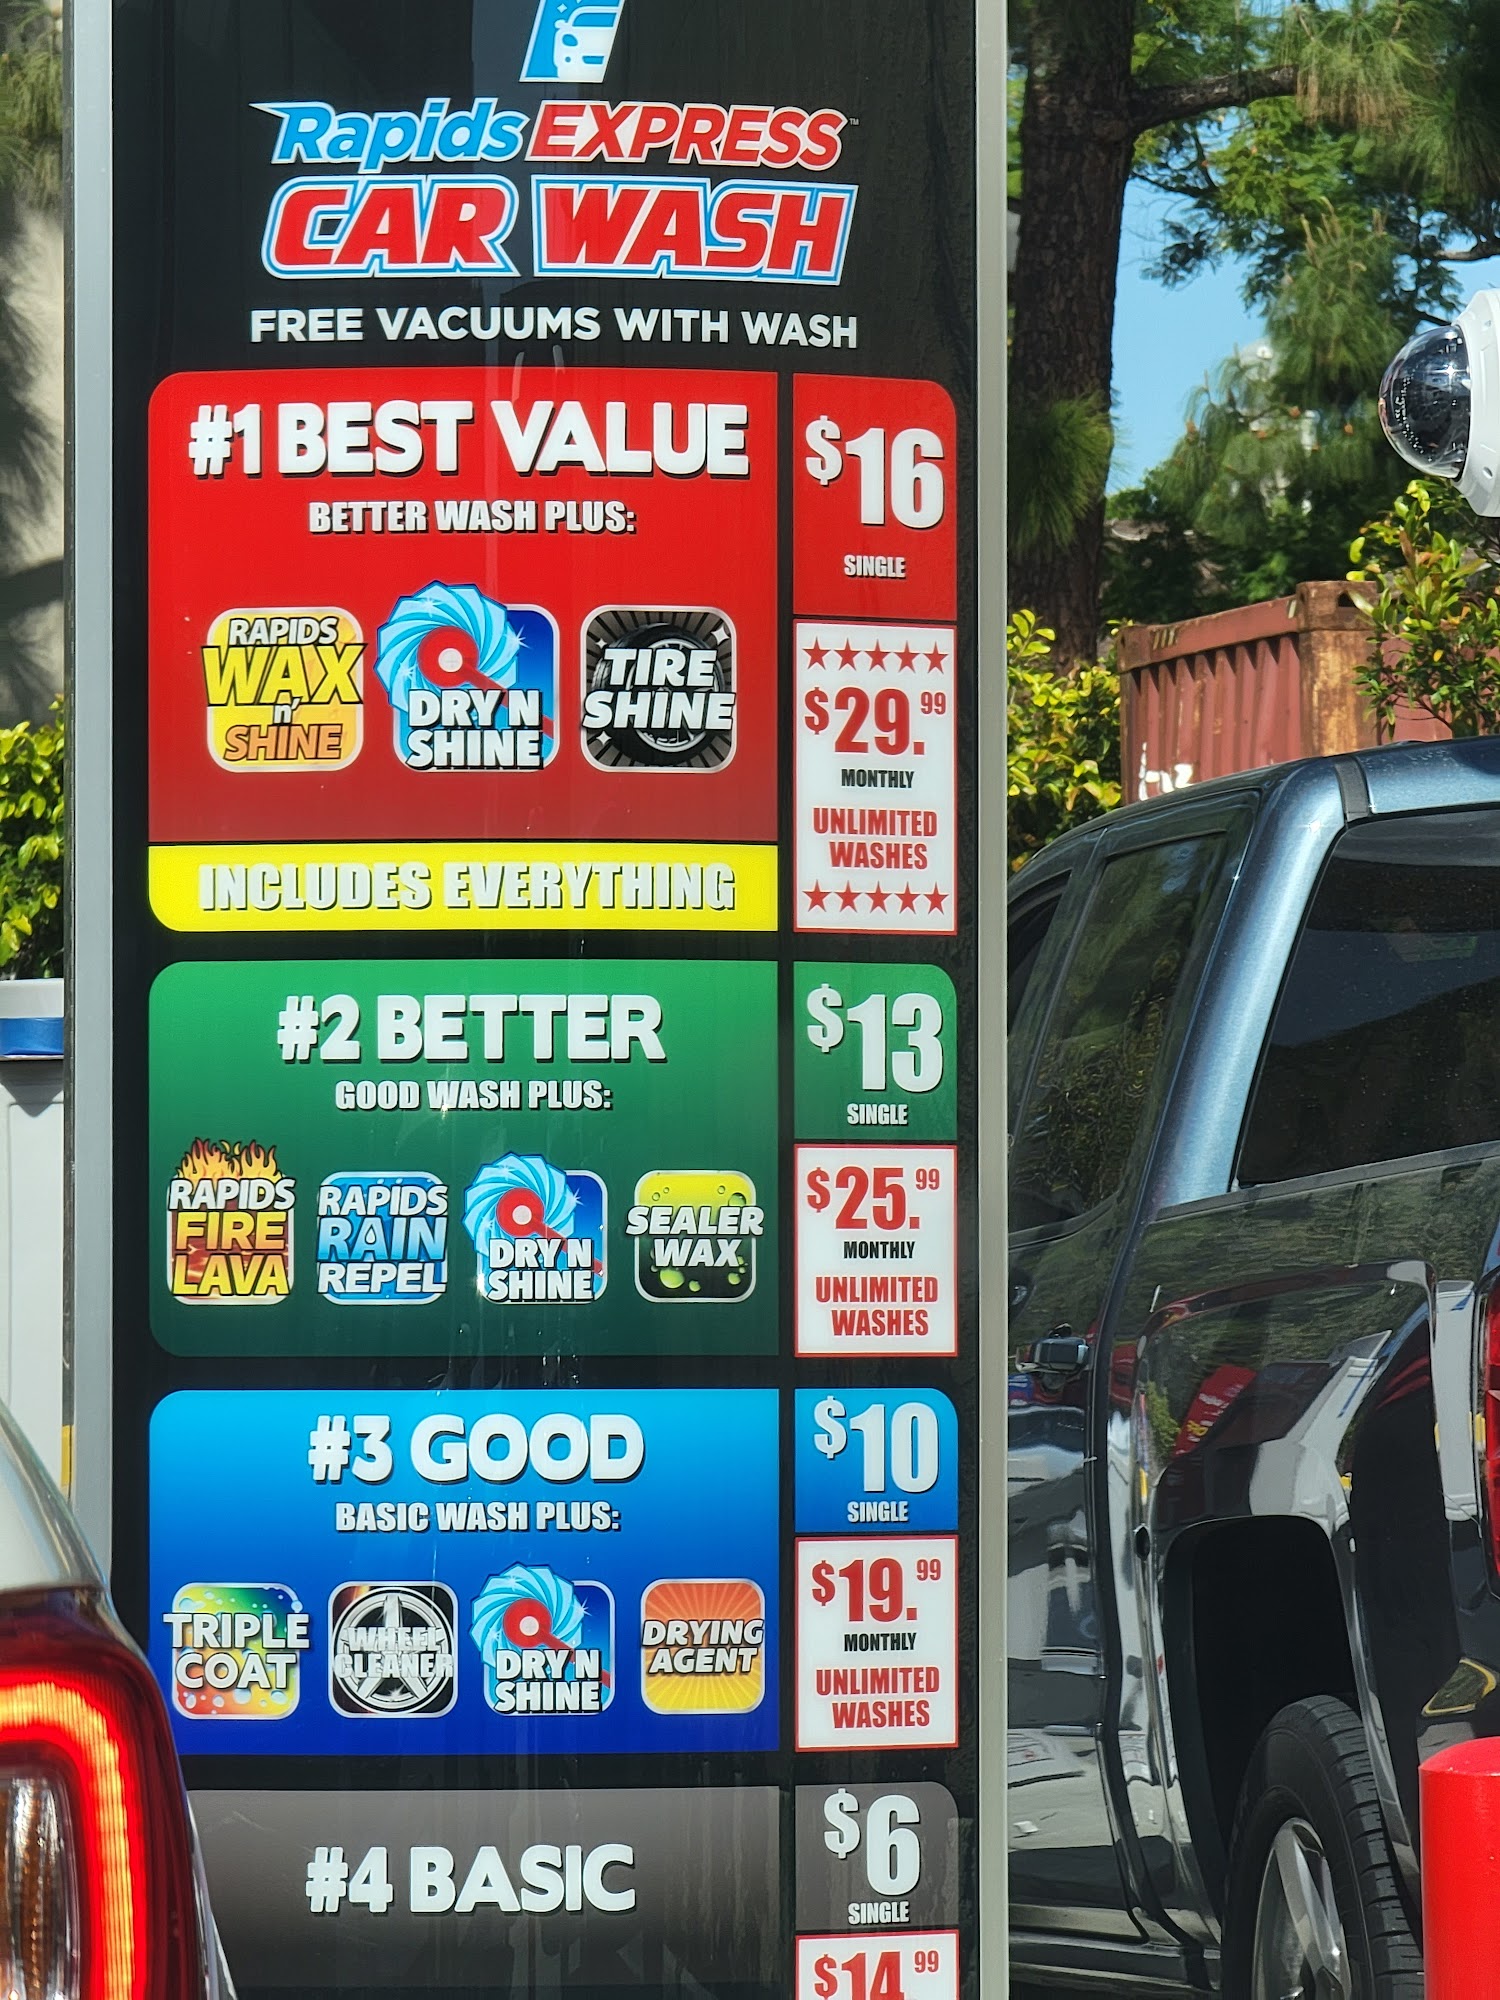 Rapids EXPRESS™
CAR WASH
FREE VACUUMS WITH WASH
#1 BEST VALUE
BETTER WASH PLUS:
RAPIDS
WAX
n'
SHINE
DRY N
SHINE
TIRE
SHINE
INCLUDES EVERYTHING
$16
SINGLE
$29.99
MONTHLY
UNLIMITED
WASHES
#2 BETTER
GOOD WASH PLUS:
RAPIDS
FIRE
LAVA
RAPIDS
RAIN
REPEL
DRY N
SHINE
SEALER
WAX
$13
SINGLE
$25.99
MONTHLY
UNLIMITED
WASHES
#3 GOOD
BASIC WASH PLUS:
TRIPLE
COAT
WHEEL
CLEANER
DRY N
SHINE
DRYING
AGENT
$10
SINGLE
$19.99
MONTHLY
UNLIMITED
WASHES
#4 BASIC
$6
SINGLE
$14.99